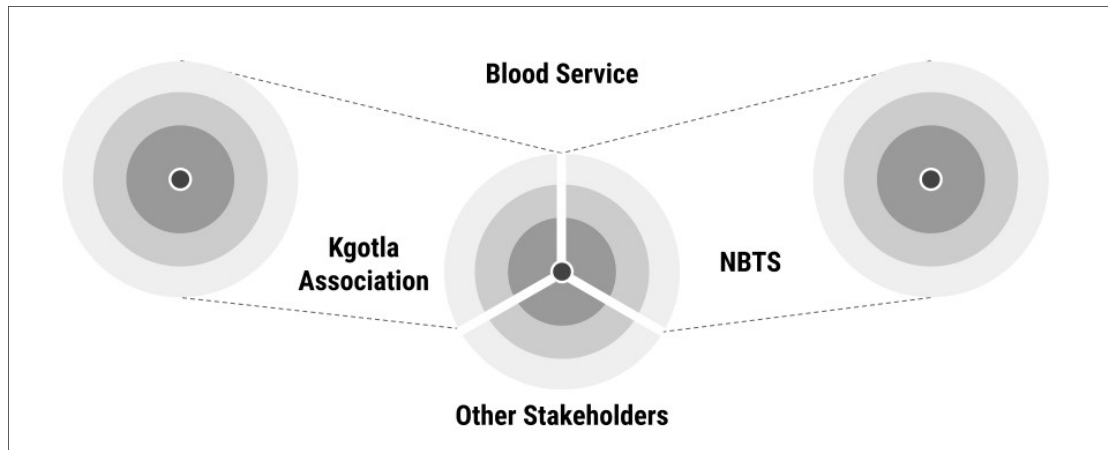 Blood Service
Kgotla
Association
NBTS
Other Stakeholders